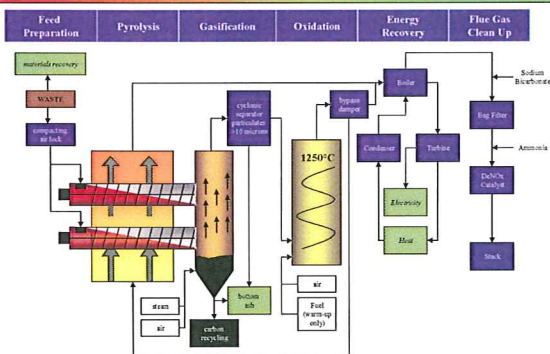 Feed
Preparation
Pyrolysis
Gasification
Oxidation
Energy
Recovery
Flue Gas
Clean Up
materials recovery
WASTE
compacting
air lock
cyclonic
separator
particulates
>10 microns
bypass
damper
Boiler
Sodium
Bicarbonate
Bag Filter
Condenser
Turbine
Ammonia
1250°C
DeNOx
Catalyst
Electricity
Heat
Stack
steam
air
bottom
ash
carbon
recycling
air
Fuel
(warm-up
only)